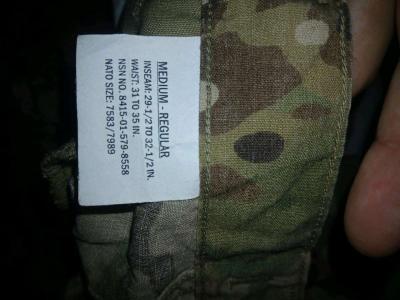 MEDIUM - REGULAR
INSEAM: 29-1/2 TO 32-1/2 IN.
WAIST: 31 TO 35 IN.
NSN NO. 8415-01-579-8558
NATO SIZE: 7583/7989